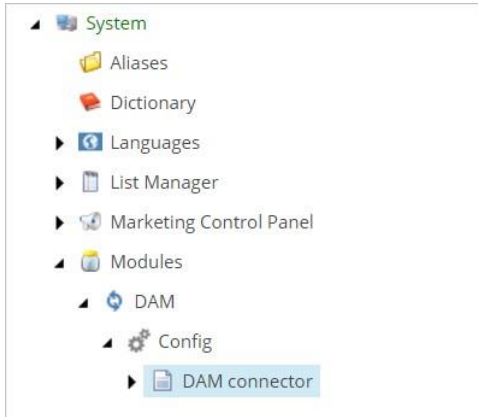 System
Aliases
Dictionary
Languages
List Manager
Marketing Control Panel
Modules
DAM
Config
DAM connector